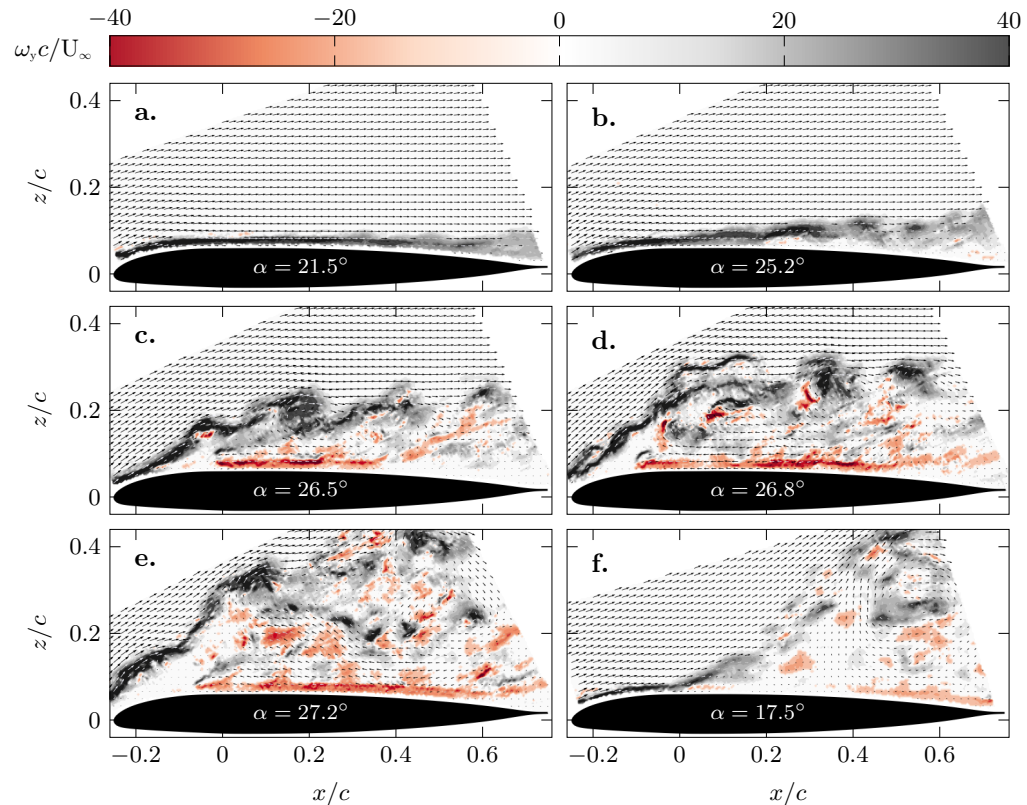 −40 −20 0 20 40
ω_y c/U_∞
a. b.
0.4
z/c 0.2
0
α = 21.5° α = 25.2°
c. d.
0.4
z/c 0.2
0
α = 26.5° α = 26.8°
e. f.
0.4
z/c 0.2
0
α = 27.2° α = 17.5°
−0.2 0 0.2 0.4 0.6 −0.2 0 0.2 0.4 0.6
x/c x/c